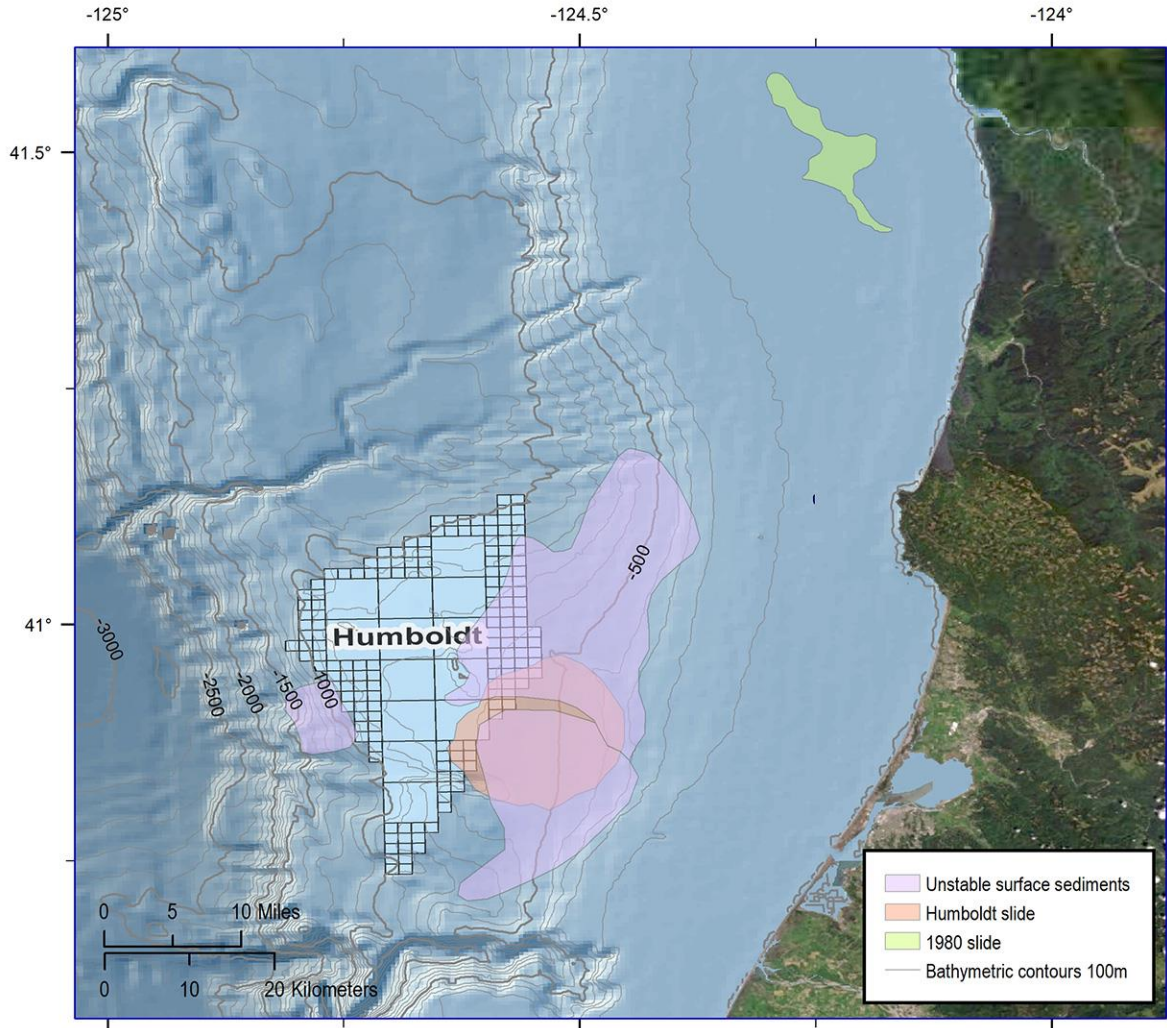 -125°
-124.5°
-124°
41.5°
-500
41°
Humboldt
-3000
-2500
-2000
-1500
-1000
0 5 10 Miles
0 10 20 Kilometers
Unstable surface sediments
Humboldt slide
1980 slide
Bathymetric contours 100m